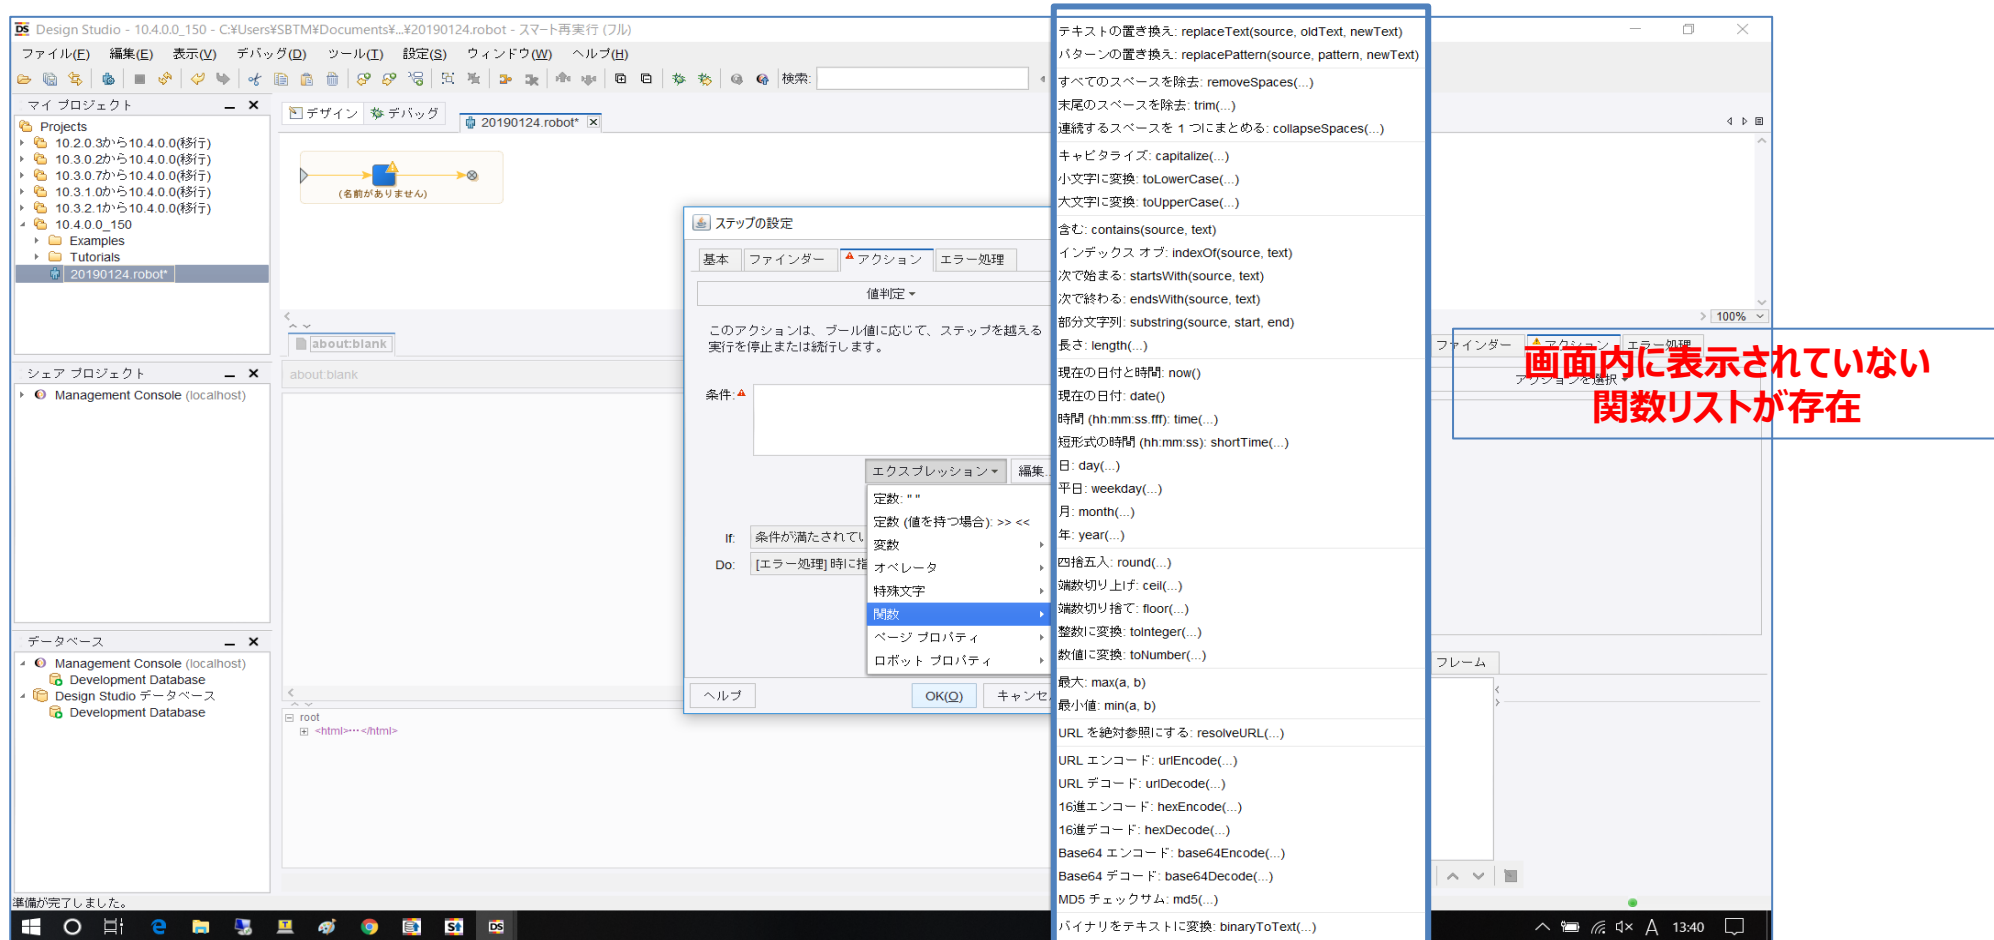 Design Studio - 10.4.0.0_150 - C:¥Users¥SBTM¥Documents¥...¥20190124.robot - スマート再実行 (フル)
ファイル(F) 編集(E) 表示(V) デバッグ(D) ツール(T) 設定(S) ウィンドウ(W) ヘルプ(H)
検索:
マイ プロジェクト
Projects
10.2.0.3から10.4.0.0(移行)
10.3.0.2から10.4.0.0(移行)
10.3.0.7から10.4.0.0(移行)
10.3.1.0から10.4.0.0(移行)
10.3.2.1から10.4.0.0(移行)
10.4.0.0_150
Examples
Tutorials
20190124.robot*
シェア プロジェクト
Management Console (localhost)
データベース
Management Console (localhost)
Development Database
Design Studio データベース
Development Database
準備が完了しました。
デザイン デバッグ 20190124.robot*
(名前がありません)
about:blank
about:blank
root
<html>···</html>
ステップの設定
基本 ファインダー アクション エラー処理
値判定
このアクションは、ブール値に応じて、ステップを越える
実行を停止または続行します。
条件:
エクスプレッション 編集...
If: 条件が満たされてい
Do: [エラー処理] 時に指
定数: " "
定数 (値を持つ場合): >> <<
変数
オペレータ
特殊文字
関数
ページ プロパティ
ロボット プロパティ
ヘルプ OK(O) キャンセ
テキストの置き換え: replaceText(source, oldText, newText)
パターンの置き換え: replacePattern(source, pattern, newText)
すべてのスペースを除去: removeSpaces(...)
末尾のスペースを除去: trim(...)
連続するスペースを 1 つにまとめる: collapseSpaces(...)
キャピタライズ: capitalize(...)
小文字に変換: toLowerCase(...)
大文字に変換: toUpperCase(...)
含む: contains(source, text)
インデックス オブ: indexOf(source, text)
次で始まる: startsWith(source, text)
次で終わる: endsWith(source, text)
部分文字列: substring(source, start, end)
長さ: length(...)
現在の日付と時間: now()
現在の日付: date()
時間 (hh:mm:ss.fff): time(...)
短形式の時間 (hh:mm:ss): shortTime(...)
日: day(...)
平日: weekday(...)
月: month(...)
年: year(...)
四捨五入: round(...)
端数切り上げ: ceil(...)
端数切り捨て: floor(...)
整数に変換: toInteger(...)
数値に変換: toNumber(...)
最大: max(a, b)
最小値: min(a, b)
URL を絶対参照にする: resolveURL(...)
URL エンコード: urlEncode(...)
URL デコード: urlDecode(...)
16進エンコード: hexEncode(...)
16進デコード: hexDecode(...)
Base64 エンコード: base64Encode(...)
Base64 デコード: base64Decode(...)
MD5 チェックサム: md5(...)
バイナリをテキストに変換: binaryToText(...)
100%
ファインダー アクション エラー処理
アクションを選択
画面内に表示されていない
関数リストが存在
フレーム
A 13:40